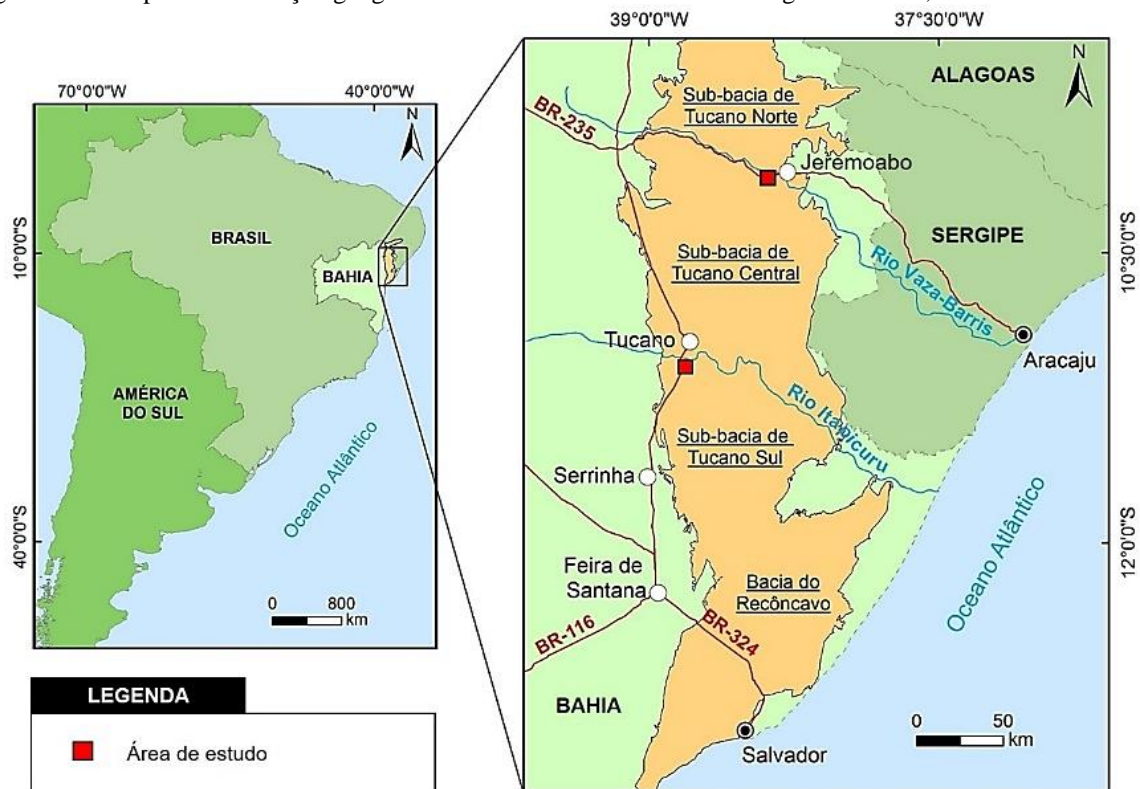 70°0'0"W
40°0'0"W
N
10°0'0"S
BRASIL
BAHIA
AMÉRICA
DO SUL
Oceano Atlântico
40°0'0"S
0 800
km
LEGENDA
Área de estudo
39°0'0"W
37°30'0"W
N
ALAGOAS
Sub-bacia de
Tucano Norte
BR-235
Jeremoabo
SERGIPE
Sub-bacia de
Tucano Central
Rio Vaza-Barris
10°30'0"S
Tucano
Aracaju
Rio Itapicuru
Sub-bacia de
Tucano Sul
Serrinha
Oceano Atlântico
12°0'0"S
Feira de
Santana
Bacia do
Recôncavo
BR-116
BR-324
BAHIA
0 50
km
Salvador